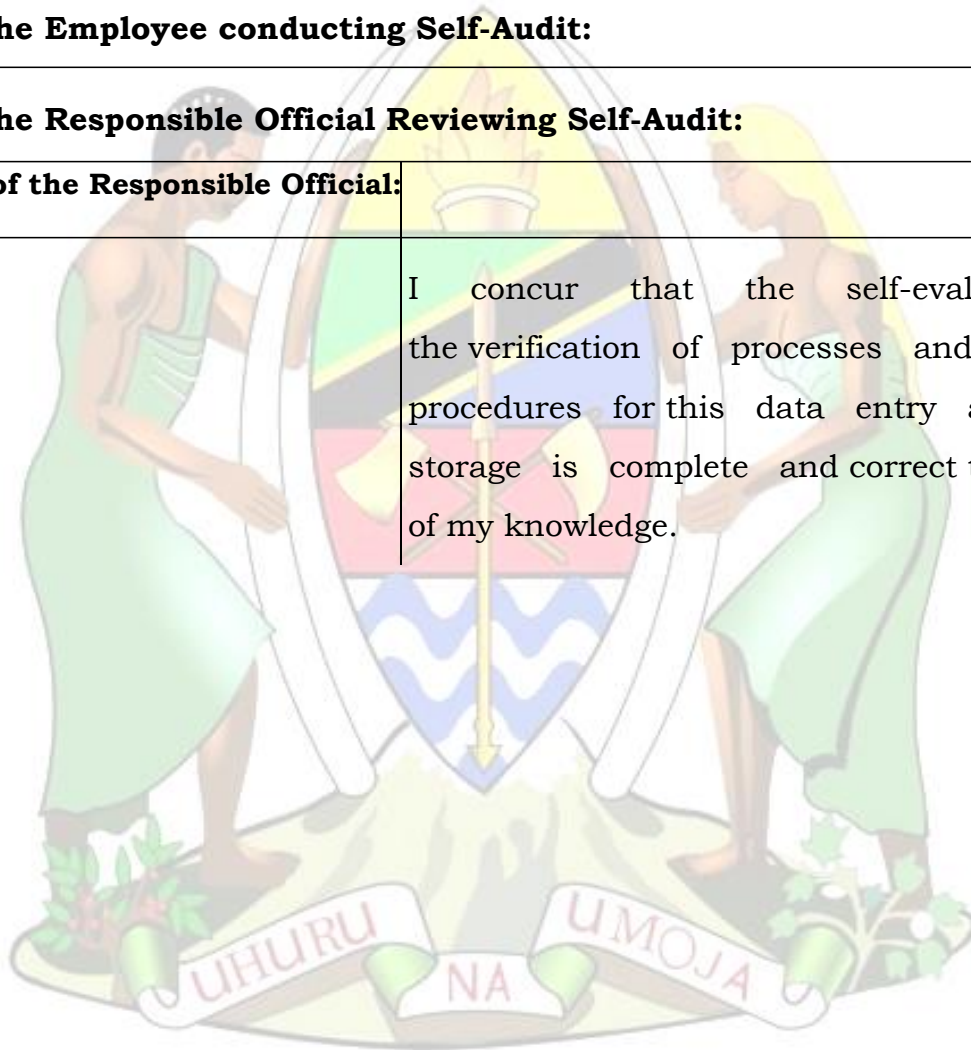 he Employee conducting Self-Audit:
he Responsible Official Reviewing Self-Audit:
of the Responsible Official:
I concur that the self-eval
the verification of processes and
procedures for this data entry a
storage is complete and correct t
of my knowledge.
UHURU NA UMOJA